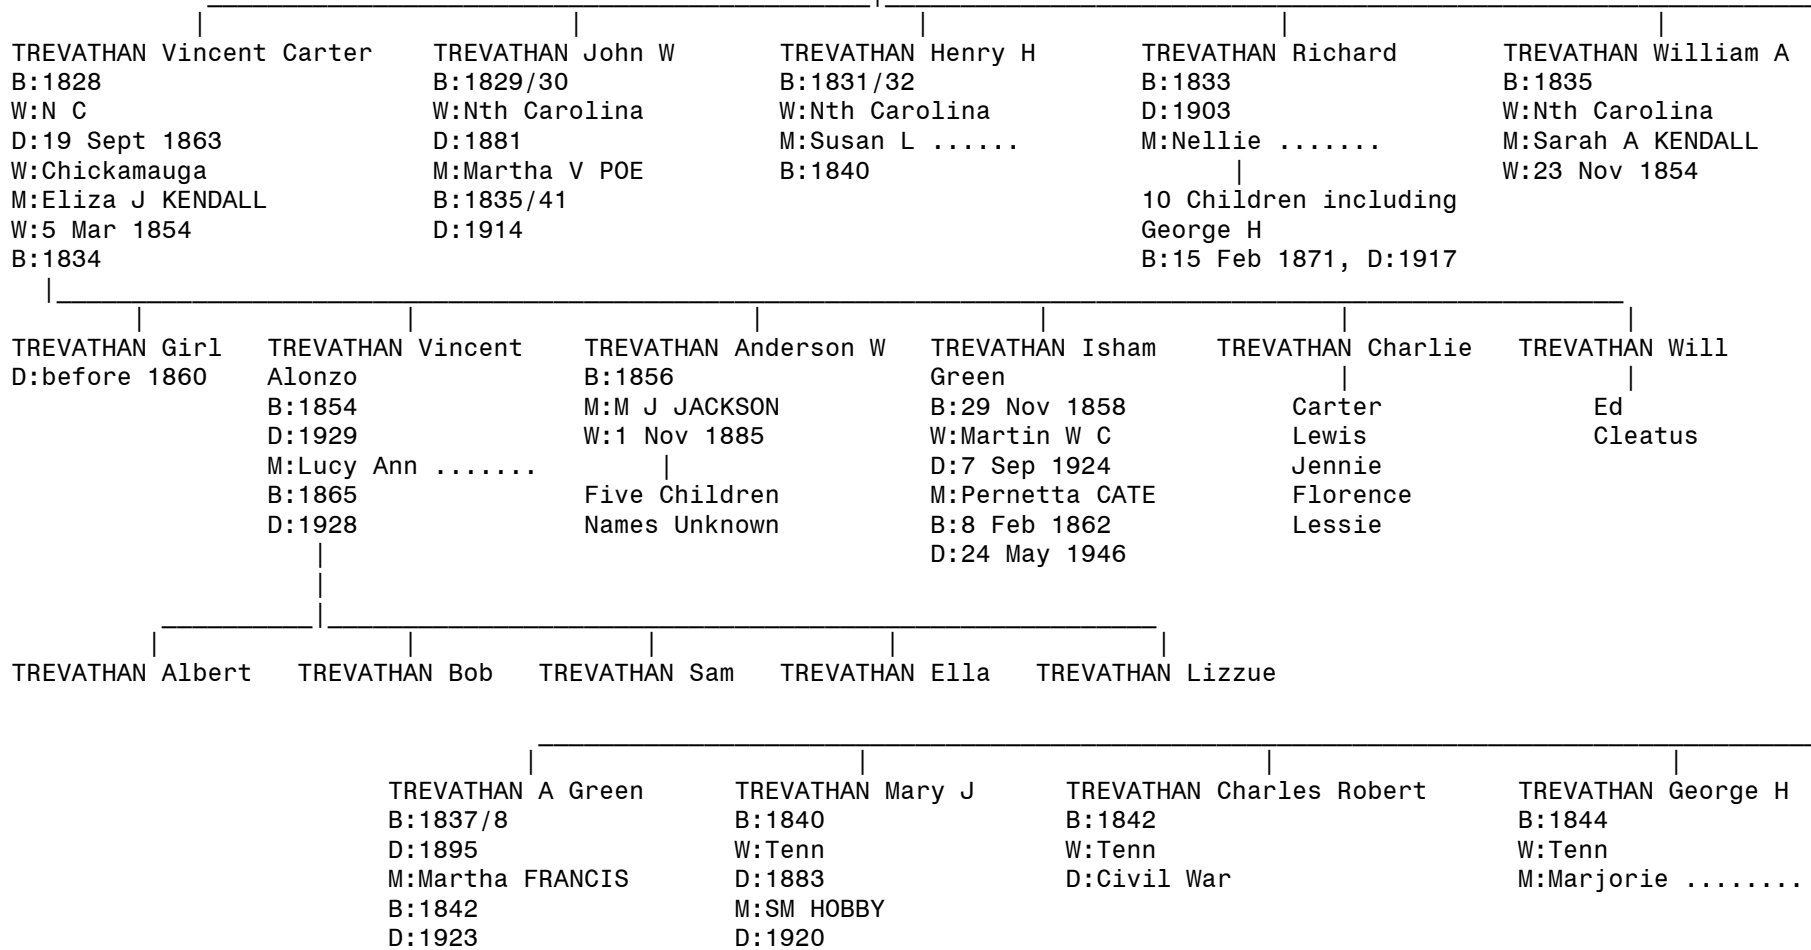 TREVATHAN Vincent Carter TREVATHAN John W TREVATHAN Henry H TREVATHAN Richard TREVATHAN William A
B:1828 B:1829/30 B:1831/32 B:1833 B:1835
W:N C W:Nth Carolina W:Nth Carolina D:1903 W:Nth Carolina
D:19 Sept 1863 D:1881 M:Susan L ...... M:Nellie ....... M:Sarah A KENDALL
W:Chickamauga M:Martha V POE B:1840 | W:23 Nov 1854
M:Eliza J KENDALL B:1835/41 10 Children including
W:5 Mar 1854 D:1914 George H
B:1834 B:15 Feb 1871, D:1917
TREVATHAN Girl TREVATHAN Vincent TREVATHAN Anderson W TREVATHAN Isham TREVATHAN Charlie TREVATHAN Will
D:before 1860 Alonzo B:1856 Green | |
B:1854 M:M J JACKSON B:29 Nov 1858 Carter Ed
D:1929 W:1 Nov 1885 W:Martin W C Lewis Cleatus
M:Lucy Ann ....... | D:7 Sep 1924 Jennie
B:1865 Five Children M:Pernetta CATE Florence
D:1928 Names Unknown B:8 Feb 1862 Lessie
D:24 May 1946
TREVATHAN Albert TREVATHAN Bob TREVATHAN Sam TREVATHAN Ella TREVATHAN Lizzue
TREVATHAN A Green TREVATHAN Mary J TREVATHAN Charles Robert TREVATHAN George H
B:1837/8 B:1840 B:1842 B:1844
D:1895 W:Tenn W:Tenn W:Tenn
M:Martha FRANCIS D:1883 D:Civil War M:Marjorie ........
B:1842 M:SM HOBBY
D:1923 D:1920